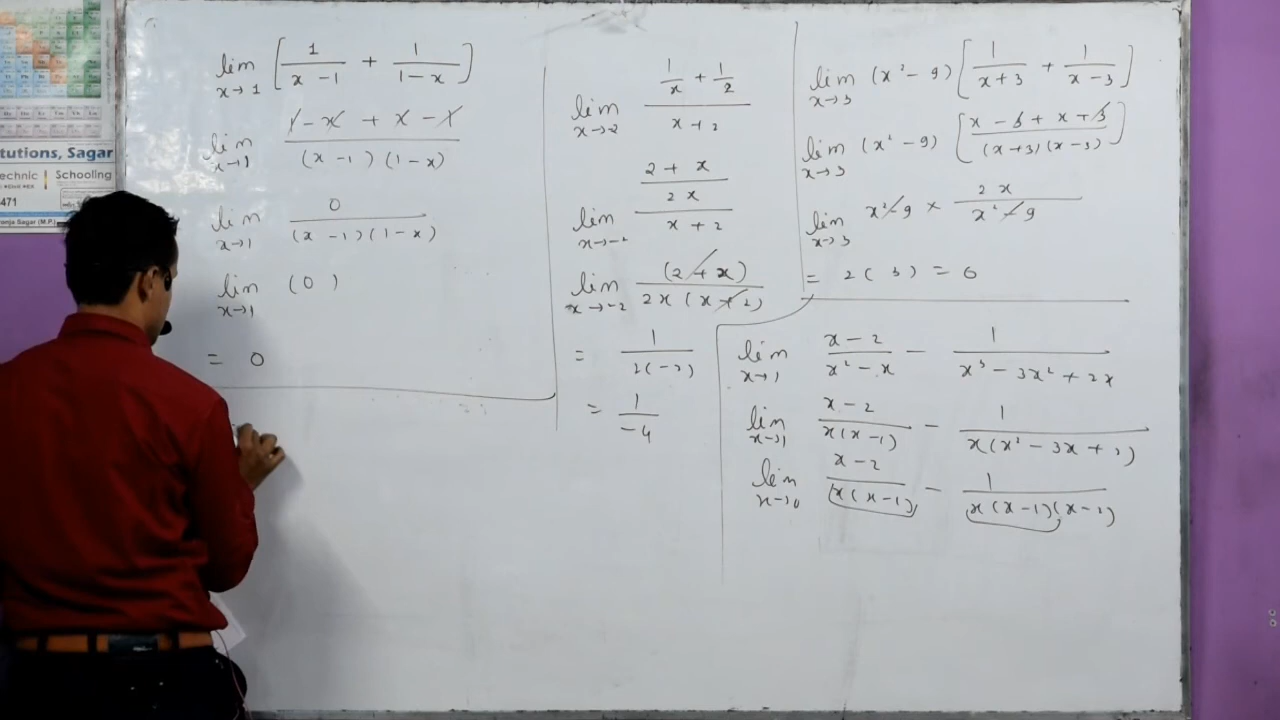 lim x→1 [1/(x - 1) + 1/(1 - x)]
lim x→1 (1 - x + x - 1)/((x - 1)(1 - x))
lim x→1 0/((x - 1)(1 - x))
lim x→1 (0)
= 0
lim x→-2 (1/x + 1/2)/(x + 2)
lim x→-2 ((2 + x)/(2x))/(x + 2)
lim x→-2 (2 + x)/(2x(x + 2))
= 1/(2(-2))
= 1/(-4)
lim x→3 (x² - 9) [1/(x + 3) + 1/(x - 3)]
lim x→3 (x² - 9) [(x - 3 + x + 3)/((x + 3)(x - 3))]
lim x→3 x² - 9 × 2x/(x² - 9)
= 2(3) = 6
lim x→1 (x - 2)/(x² - x) - 1/(x³ - 3x² + 2x)
lim x→1 (x - 2)/(x(x - 1)) - 1/(x(x² - 3x + 2))
lim x→0 (x - 2)/(x(x - 1)) - 1/(x(x - 1)(x - 2))
tutions, Sagar
echnic | Schooling
471